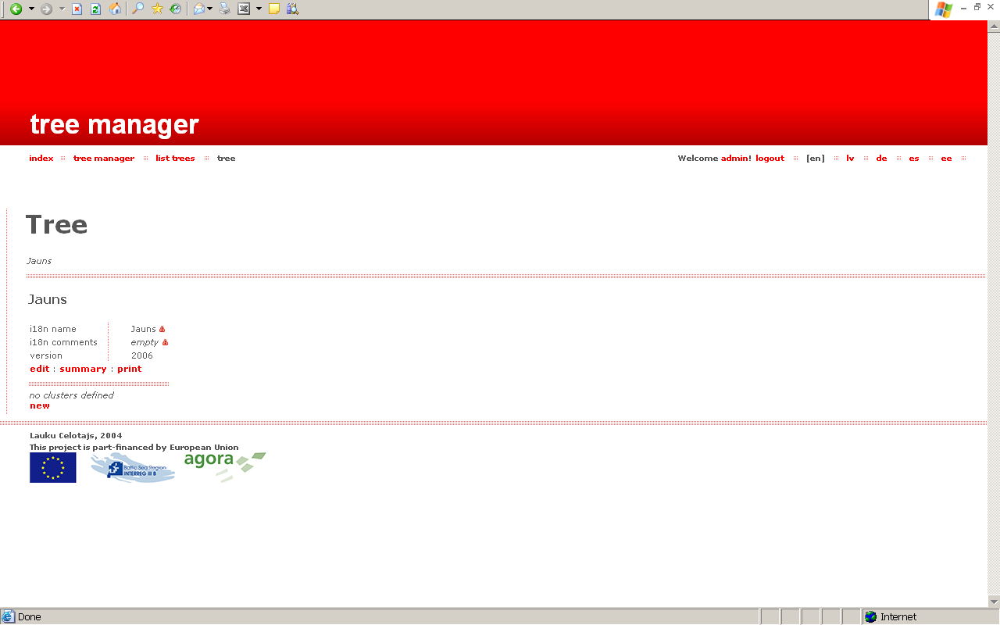 tree manager
index tree manager list trees tree Welcome admin! logout [en] lv de es ee
Tree
Jauns
Jauns
i18n name Jauns
i18n comments empty
version 2006
edit : summary : print
no clusters defined
new
Lauku Celotajs, 2004
This project is part-financed by European Union
Baltic Sea Region
INTERREG III B
agora
Done Internet